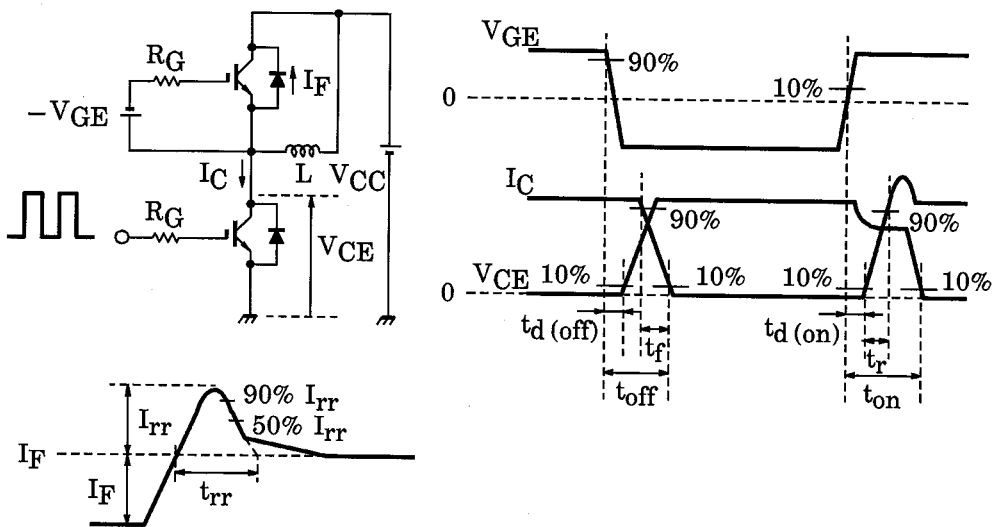 RG
IF
−VGE
IC
L
VCC
RG
VCE
VGE
90%
10%
0
IC
90%
90%
VCE
10%
10%
10%
10%
0
td (off)
tf
toff
td (on)
tr
ton
Irr
90% Irr
50% Irr
IF
IF
trr